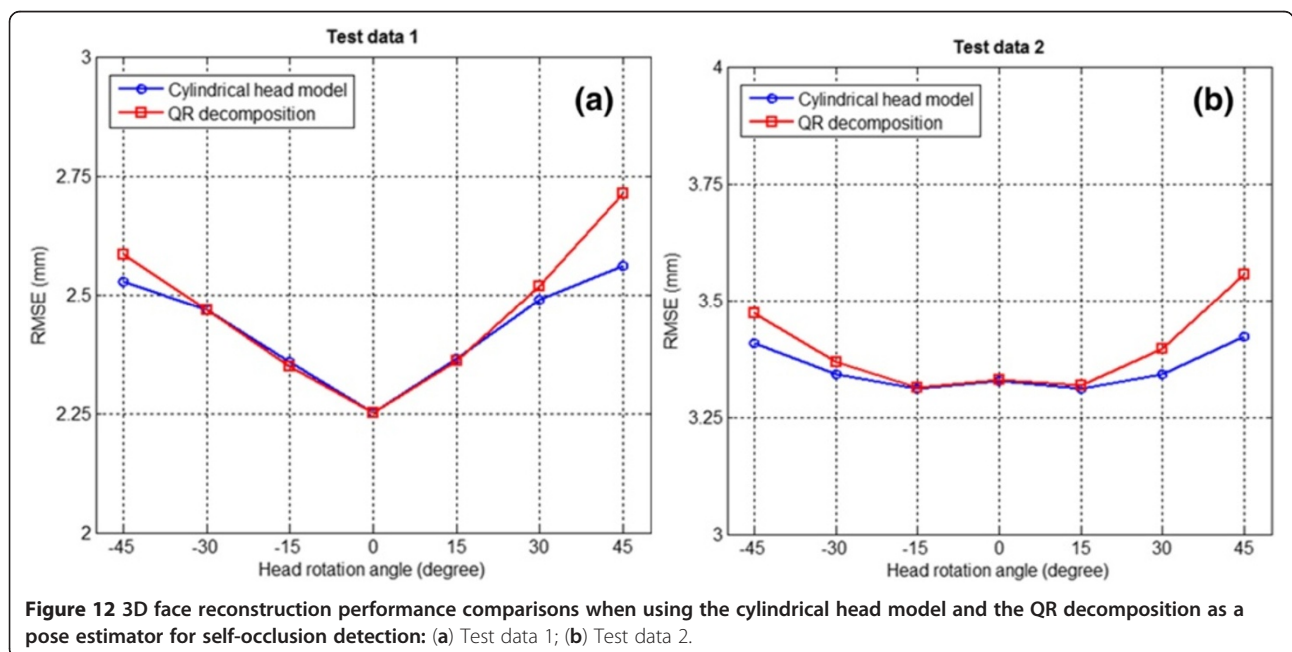 Test data 1
3
2.75
2.5
2.25
2
RMSE (mm)
Cylindrical head model
QR decomposition
(a)
-45 -30 -15 0 15 30 45
Head rotation angle (degree)
Test data 2
4
3.75
3.5
3.25
3
RMSE (mm)
Cylindrical head model
QR decomposition
(b)
-45 -30 -15 0 15 30 45
Head rotation angle (degree)
Figure 12 3D face reconstruction performance comparisons when using the cylindrical head model and the QR decomposition as a
pose estimator for self-occlusion detection: (a) Test data 1; (b) Test data 2.